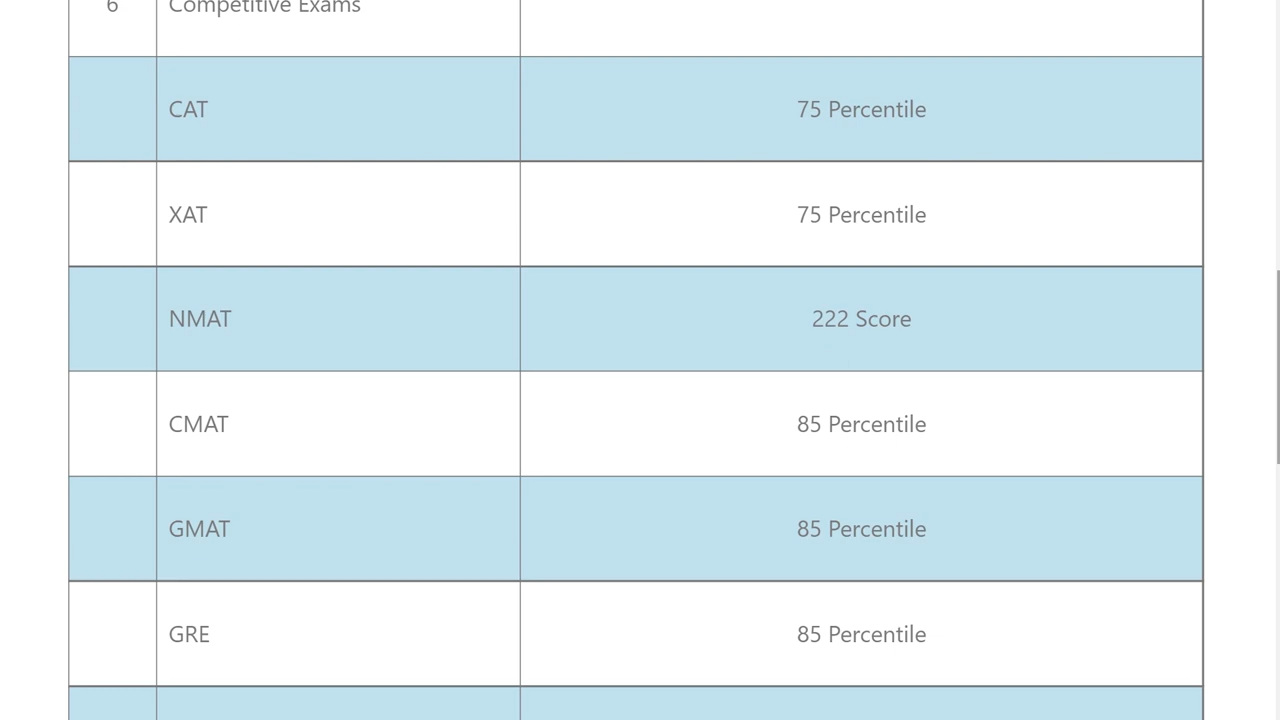 6 Competitive Exams
CAT 75 Percentile
XAT 75 Percentile
NMAT 222 Score
CMAT 85 Percentile
GMAT 85 Percentile
GRE 85 Percentile